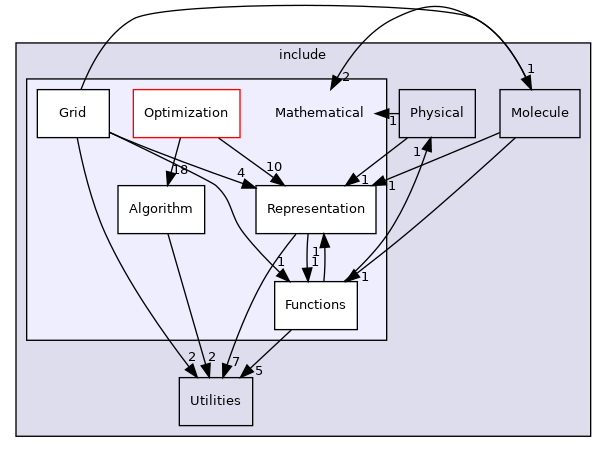 include
2
1
Grid
Optimization
Mathematical
Physical
Molecule
1
1
18
4
10
1
1
Algorithm
Representation
1
1
1
1
Functions
2
2
7
5
Utilities